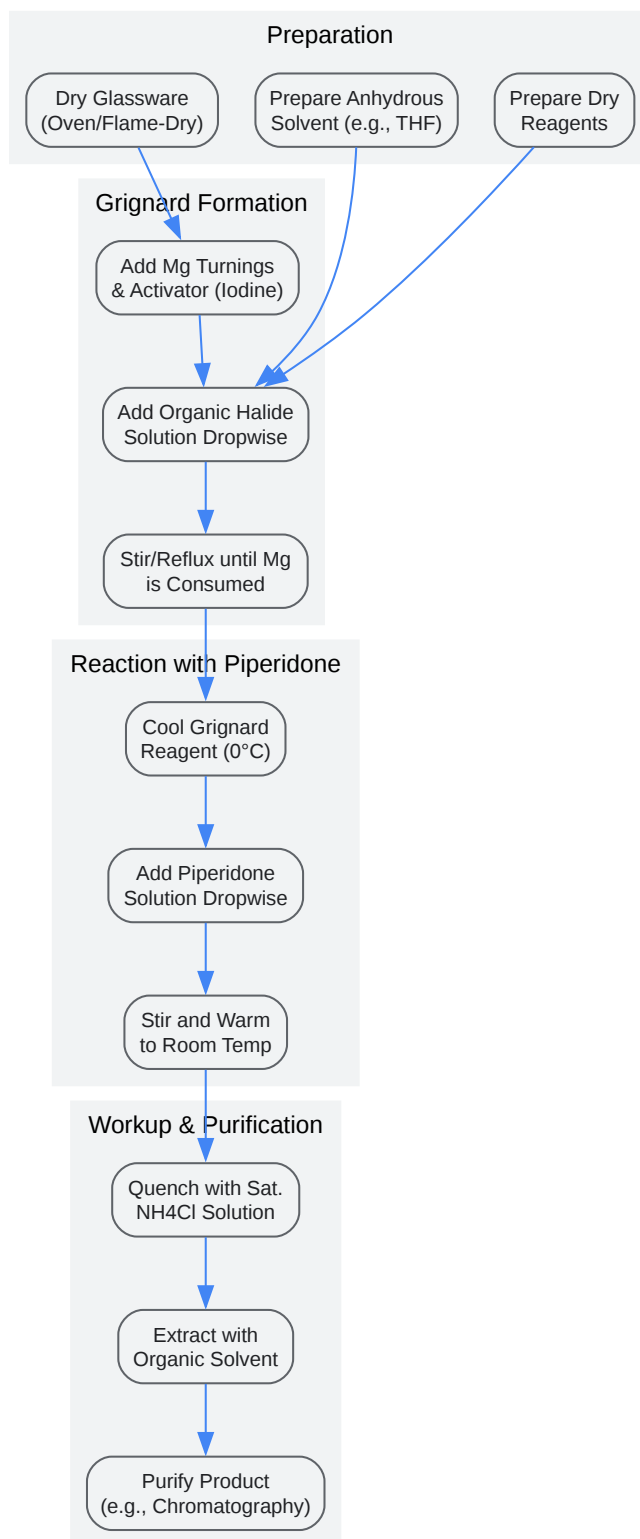 Preparation
Dry Glassware
(Oven/Flame-Dry)
Prepare Anhydrous
Solvent (e.g., THF)
Prepare Dry
Reagents
Grignard Formation
Add Mg Turnings
& Activator (Iodine)
Add Organic Halide
Solution Dropwise
Stir/Reflux until Mg
is Consumed
Reaction with Piperidone
Cool Grignard
Reagent (0°C)
Add Piperidone
Solution Dropwise
Stir and Warm
to Room Temp
Workup & Purification
Quench with Sat.
NH4Cl Solution
Extract with
Organic Solvent
Purify Product
(e.g., Chromatography)